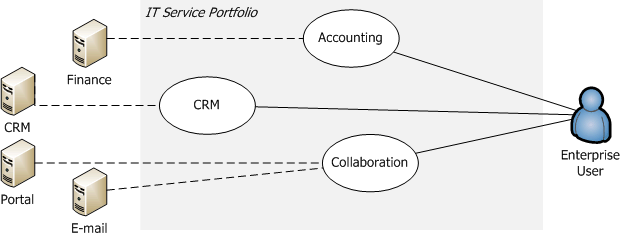 IT Service Portfolio
Accounting
Finance
CRM
CRM
Collaboration
Enterprise
User
Portal
E-mail